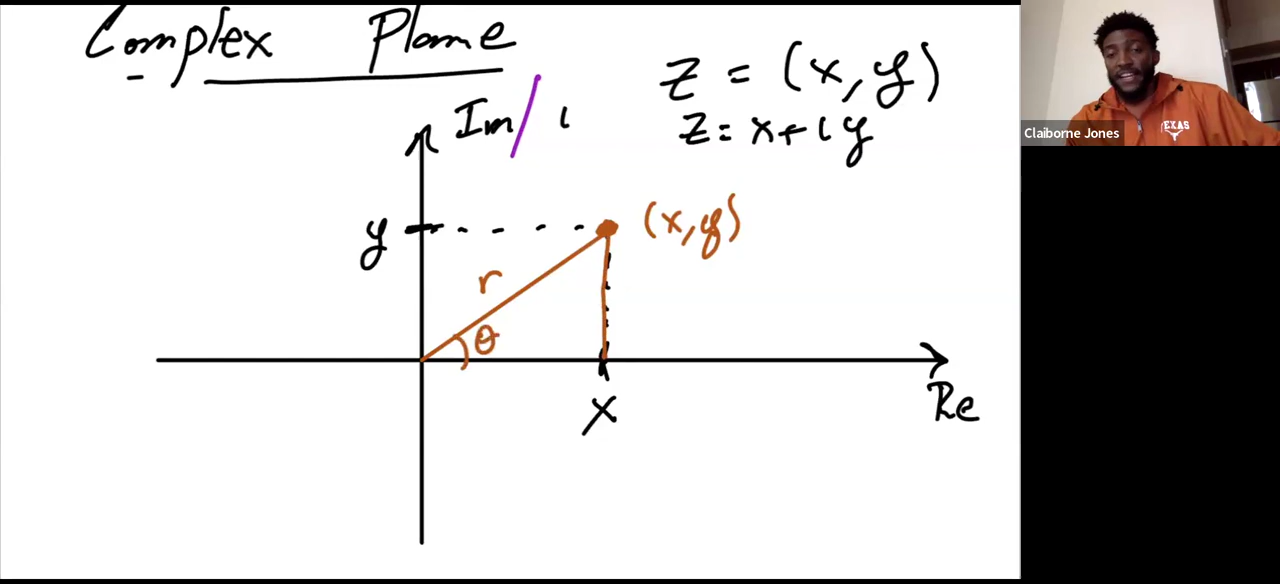 Complex Plane
Im/i
z = (x, y)
z = x + i y
y
(x, y)
r
θ
x
Re
Claiborne Jones
TEXAS